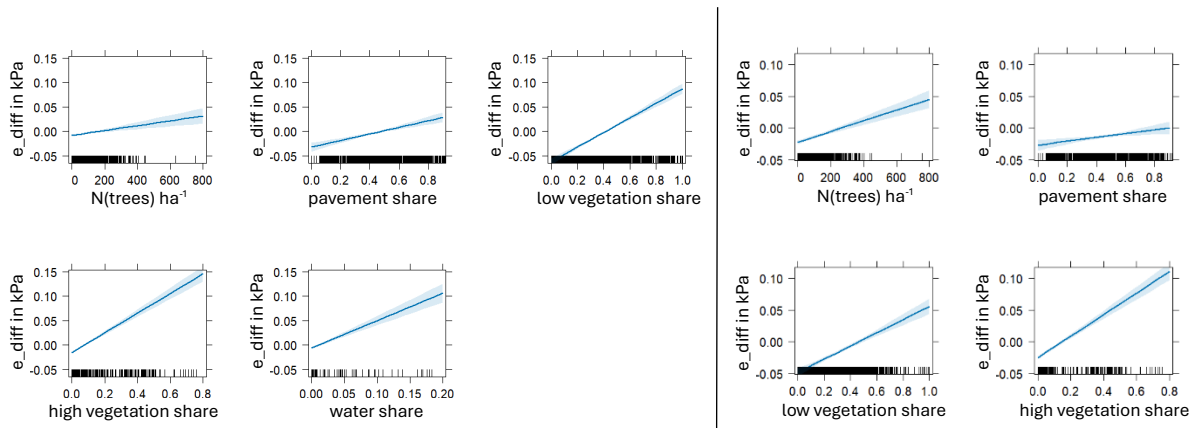 e_diff in kPa
0.15
0.10
0.05
0.00
-0.05
0 200 400 600 800
N(trees) ha⁻¹
e_diff in kPa
0.15
0.10
0.05
0.00
-0.05
0.0 0.2 0.4 0.6 0.8
pavement share
e_diff in kPa
0.15
0.10
0.05
0.00
-0.05
0.0 0.2 0.4 0.6 0.8 1.0
low vegetation share
e_diff in kPa
0.15
0.10
0.05
0.00
-0.05
0.0 0.2 0.4 0.6 0.8
high vegetation share
e_diff in kPa
0.15
0.10
0.05
0.00
-0.05
0.00 0.05 0.10 0.15 0.20
water share
e_diff in kPa
0.10
0.05
0.00
-0.05
0 200 400 600 800
N(trees) ha⁻¹
e_diff in kPa
0.10
0.05
0.00
-0.05
0.0 0.2 0.4 0.6 0.8
pavement share
e_diff in kPa
0.10
0.05
0.00
-0.05
0.0 0.2 0.4 0.6 0.8 1.0
low vegetation share
e_diff in kPa
0.10
0.05
0.00
-0.05
0.0 0.2 0.4 0.6 0.8
high vegetation share